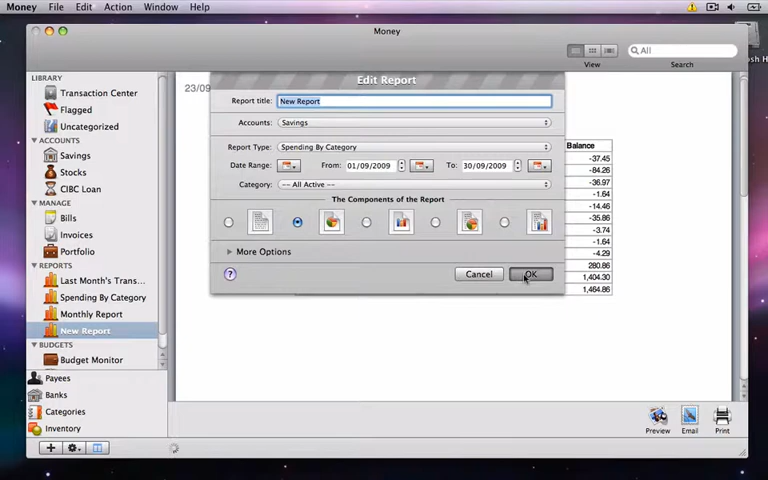 Money File Edit Action Window Help
Money
View
All
Search
LIBRARY
Transaction Center
Flagged
Uncategorized
ACCOUNTS
Savings
Stocks
CIBC Loan
MANAGE
Bills
Invoices
Portfolio
REPORTS
Last Month's Trans...
Spending By Category
Monthly Report
New Report
BUDGETS
Budget Monitor
Payees
Banks
Categories
Inventory
23/09
Edit Report
Report title: New Report
Accounts: Savings
Report Type: Spending By Category
Date Range: From: 01/09/2009 To: 30/09/2009
Category: -- All Active --
The Components of the Report
More Options
? Cancel OK
Balance
-37.45
-84.26
-36.97
-1.64
-14.46
-35.86
-3.74
-1.64
-4.29
280.86
1,404.30
1,464.86
Preview Email Print